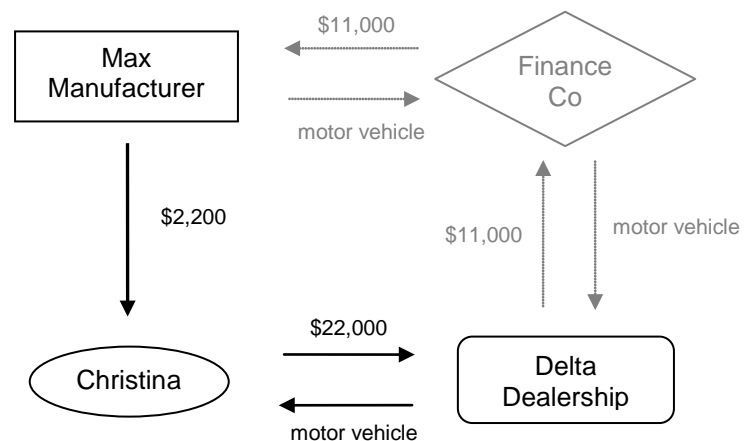 $11,000
Max
Manufacturer
Finance
Co
motor vehicle
$2,200
$11,000
motor vehicle
$22,000
Christina
Delta
Dealership
motor vehicle